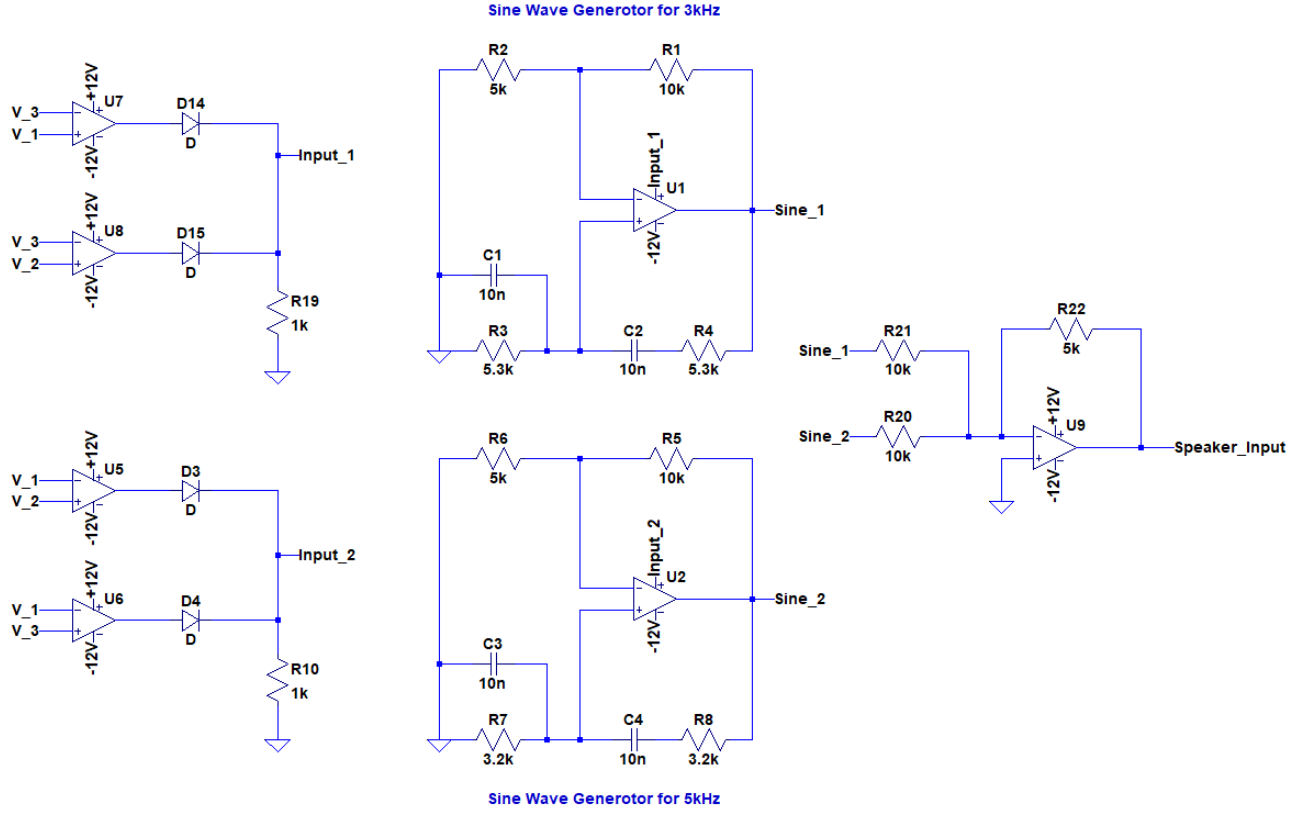 Sine Wave Generotor for 3kHz
+12V
U7
V_3
V_1
-12V
D14
D
Input_1
+12V
U8
V_3
V_2
-12V
D15
D
R19
1k
R2
5k
R1
10k
Input_1
U1
-12V
Sine_1
C1
10n
R3
5.3k
C2
10n
R4
5.3k
+12V
U5
V_1
V_2
-12V
D3
D
Input_2
+12V
U6
V_1
V_3
-12V
D4
D
R10
1k
R6
5k
R5
10k
Input_2
U2
-12V
Sine_2
C3
10n
R7
3.2k
C4
10n
R8
3.2k
Sine_1
R21
10k
Sine_2
R20
10k
R22
5k
+12V
U9
-12V
Speaker_Input
Sine Wave Generotor for 5kHz